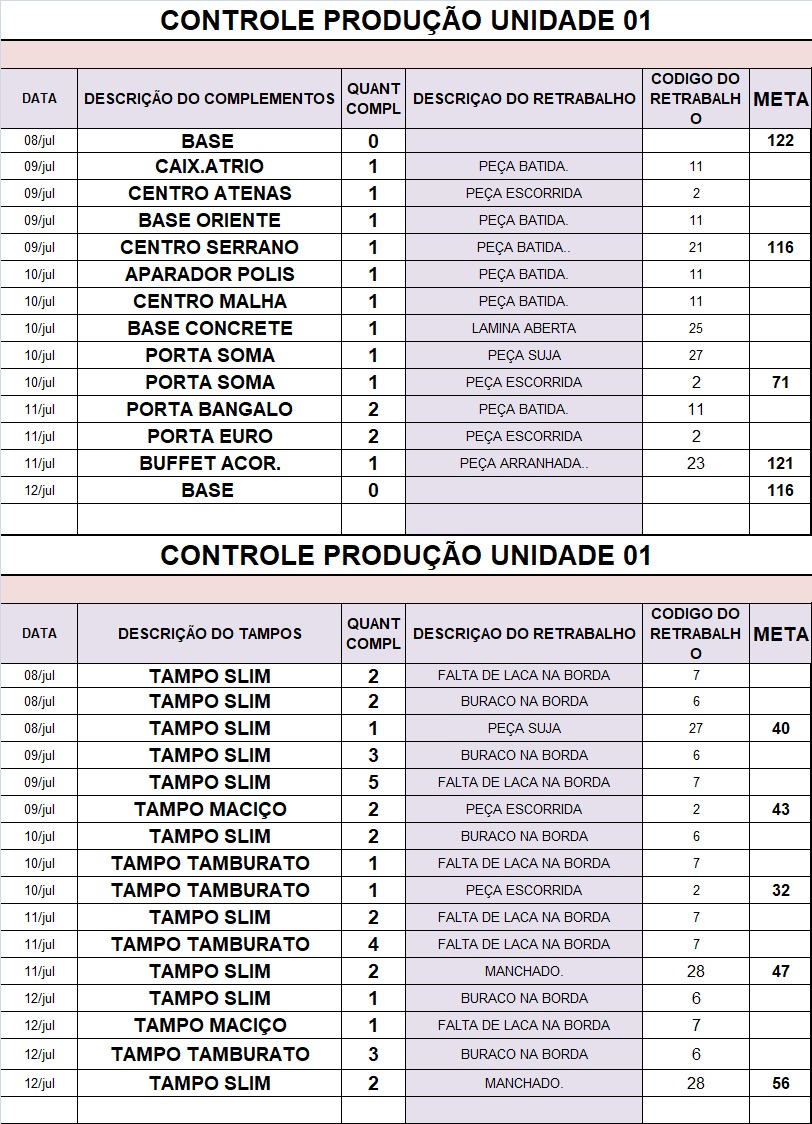 CONTROLE PRODUÇÃO UNIDADE 01
DATA DESCRIÇÃO DO COMPLEMENTOS QUANT COMPL DESCRIÇAO DO RETRABALHO CODIGO DO RETRABALHO META
08/jul BASE 0 122
09/jul CAIX.ATRIO 1 PEÇA BATIDA. 11
09/jul CENTRO ATENAS 1 PEÇA ESCORRIDA 2
09/jul BASE ORIENTE 1 PEÇA BATIDA. 11
09/jul CENTRO SERRANO 1 PEÇA BATIDA.. 21 116
10/jul APARADOR POLIS 1 PEÇA BATIDA. 11
10/jul CENTRO MALHA 1 PEÇA BATIDA. 11
10/jul BASE CONCRETE 1 LAMINA ABERTA 25
10/jul PORTA SOMA 1 PEÇA SUJA 27
10/jul PORTA SOMA 1 PEÇA ESCORRIDA 2 71
11/jul PORTA BANGALO 2 PEÇA BATIDA. 11
11/jul PORTA EURO 2 PEÇA ESCORRIDA 2
11/jul BUFFET ACOR. 1 PEÇA ARRANHADA.. 23 121
12/jul BASE 0 116
CONTROLE PRODUÇÃO UNIDADE 01
DATA DESCRIÇÃO DO TAMPOS QUANT COMPL DESCRIÇAO DO RETRABALHO CODIGO DO RETRABALHO META
08/jul TAMPO SLIM 2 FALTA DE LACA NA BORDA 7
08/jul TAMPO SLIM 2 BURACO NA BORDA 6
08/jul TAMPO SLIM 1 PEÇA SUJA 27 40
09/jul TAMPO SLIM 3 BURACO NA BORDA 6
09/jul TAMPO SLIM 5 FALTA DE LACA NA BORDA 7
09/jul TAMPO MACIÇO 2 PEÇA ESCORRIDA 2 43
10/jul TAMPO SLIM 2 BURACO NA BORDA 6
10/jul TAMPO TAMBURATO 1 FALTA DE LACA NA BORDA 7
10/jul TAMPO TAMBURATO 1 PEÇA ESCORRIDA 2 32
11/jul TAMPO SLIM 2 FALTA DE LACA NA BORDA 7
11/jul TAMPO TAMBURATO 4 FALTA DE LACA NA BORDA 7
11/jul TAMPO SLIM 2 MANCHADO. 28 47
12/jul TAMPO SLIM 1 BURACO NA BORDA 6
12/jul TAMPO MACIÇO 1 FALTA DE LACA NA BORDA 7
12/jul TAMPO TAMBURATO 3 BURACO NA BORDA 6
12/jul TAMPO SLIM 2 MANCHADO. 28 56